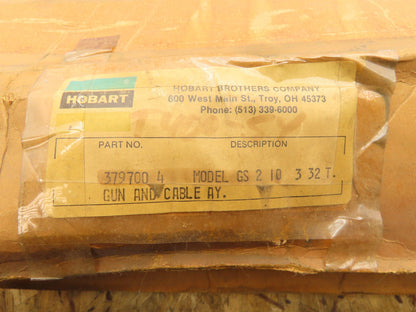 HOBART
HOBART BROTHERS COMPANY
600 West Main St., Troy, OH 45373
Phone: (513) 339-6000
PART NO. DESCRIPTION
379700 4 MODEL GS 2 10 3 32 T.
GUN AND CABLE AY.